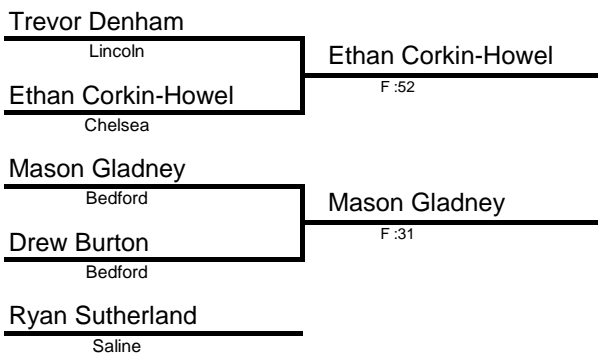 Trevor Denham
Lincoln
Ethan Corkin-Howel
F :52
Ethan Corkin-Howel
Chelsea
Mason Gladney
Bedford
Mason Gladney
F :31
Drew Burton
Bedford
Ryan Sutherland
Saline